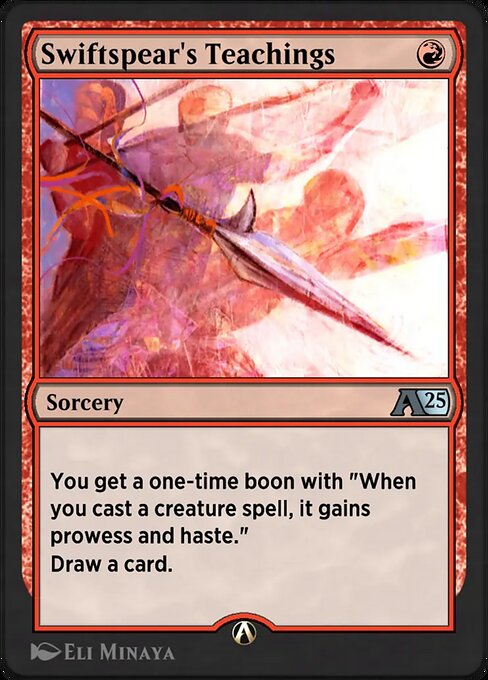 Swiftspear's Teachings
Sorcery
A25
You get a one-time boon with "When
you cast a creature spell, it gains
prowess and haste."
Draw a card.
Eli Minaya